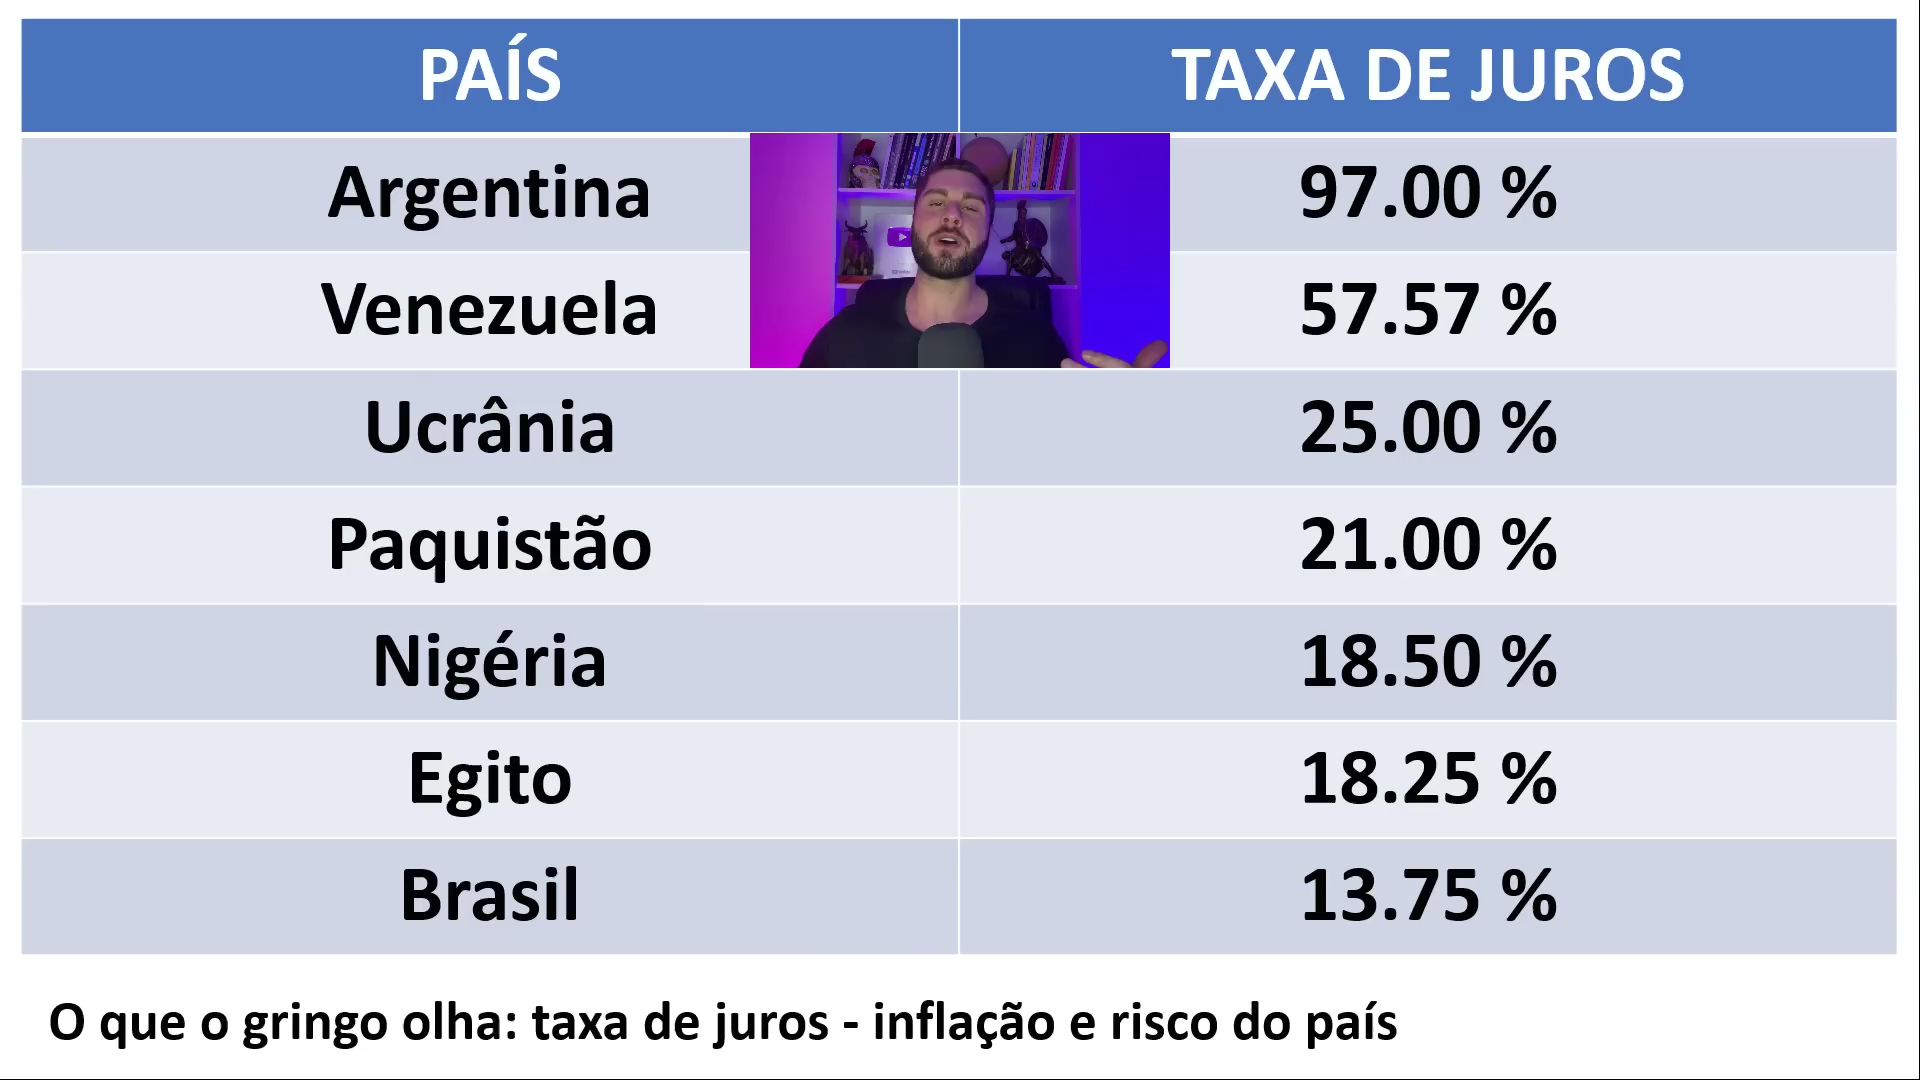 PAÍS TAXA DE JUROS
Argentina 97.00 %
Venezuela 57.57 %
Ucrânia 25.00 %
Paquistão 21.00 %
Nigéria 18.50 %
Egito 18.25 %
Brasil 13.75 %
O que o gringo olha: taxa de juros - inflação e risco do país